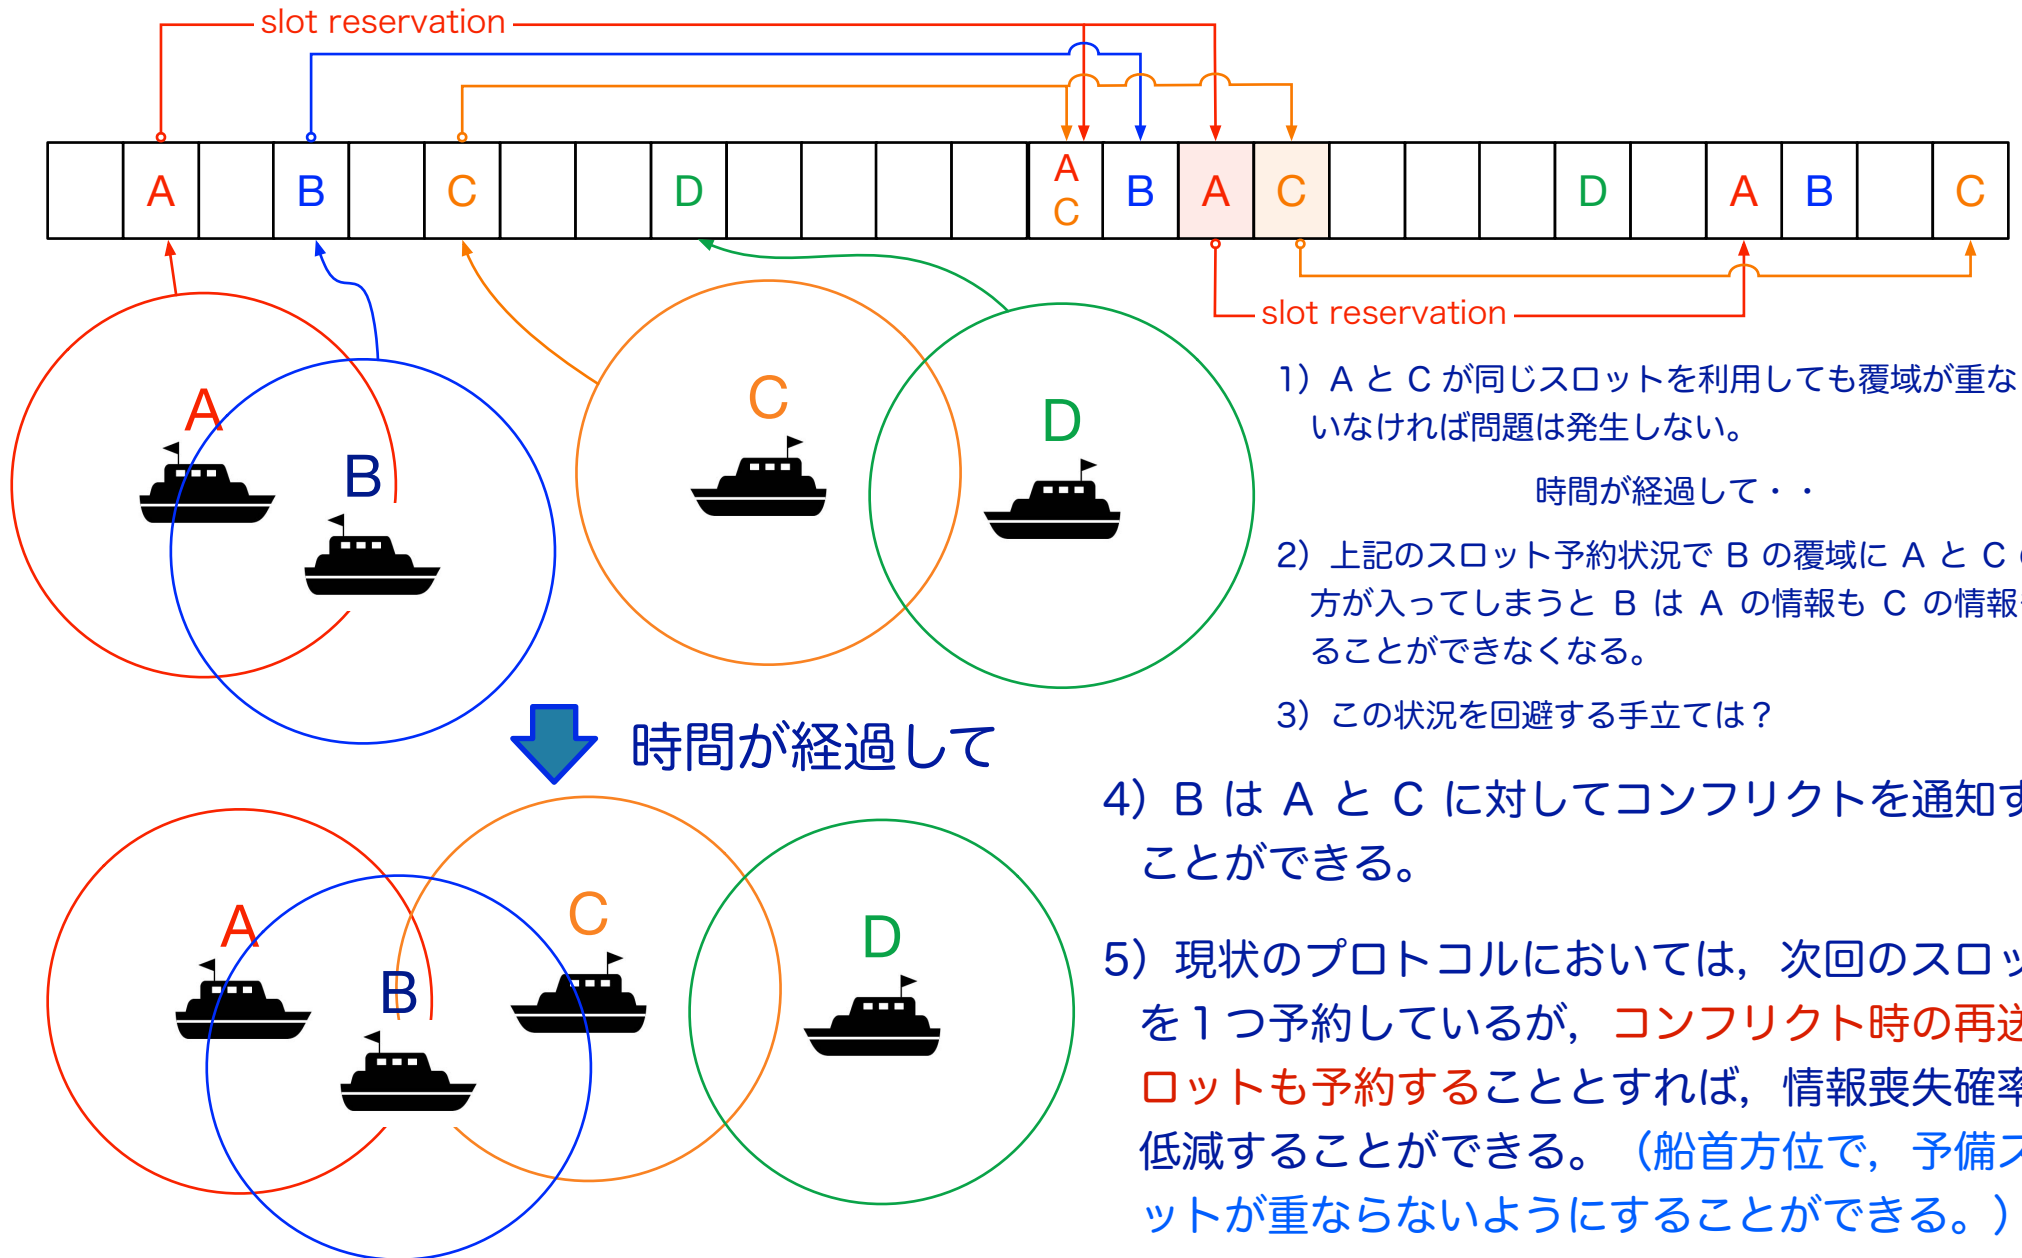 slot reservation
A
B
C
D
A
C
B
A
C
D
A
B
C
slot reservation
A
B
C
D
1）A と C が同じスロットを利用しても覆域が重な
いなければ問題は発生しない。
時間が経過して・・
2）上記のスロット予約状況で B の覆域に A と C
方が入ってしまうと B は A の情報も C の情報
ることができなくなる。
3）この状況を回避する手立ては？
時間が経過して
4）B は A と C に対してコンフリクトを通知す
ことができる。
5）現状のプロトコルにおいては，次回のスロッ
を１つ予約しているが，コンフリクト時の再送
ロットも予約することとすれば，情報喪失確率
低減することができる。（船首方位で，予備ス
ットが重ならないようにすることができる。）
A
B
C
D